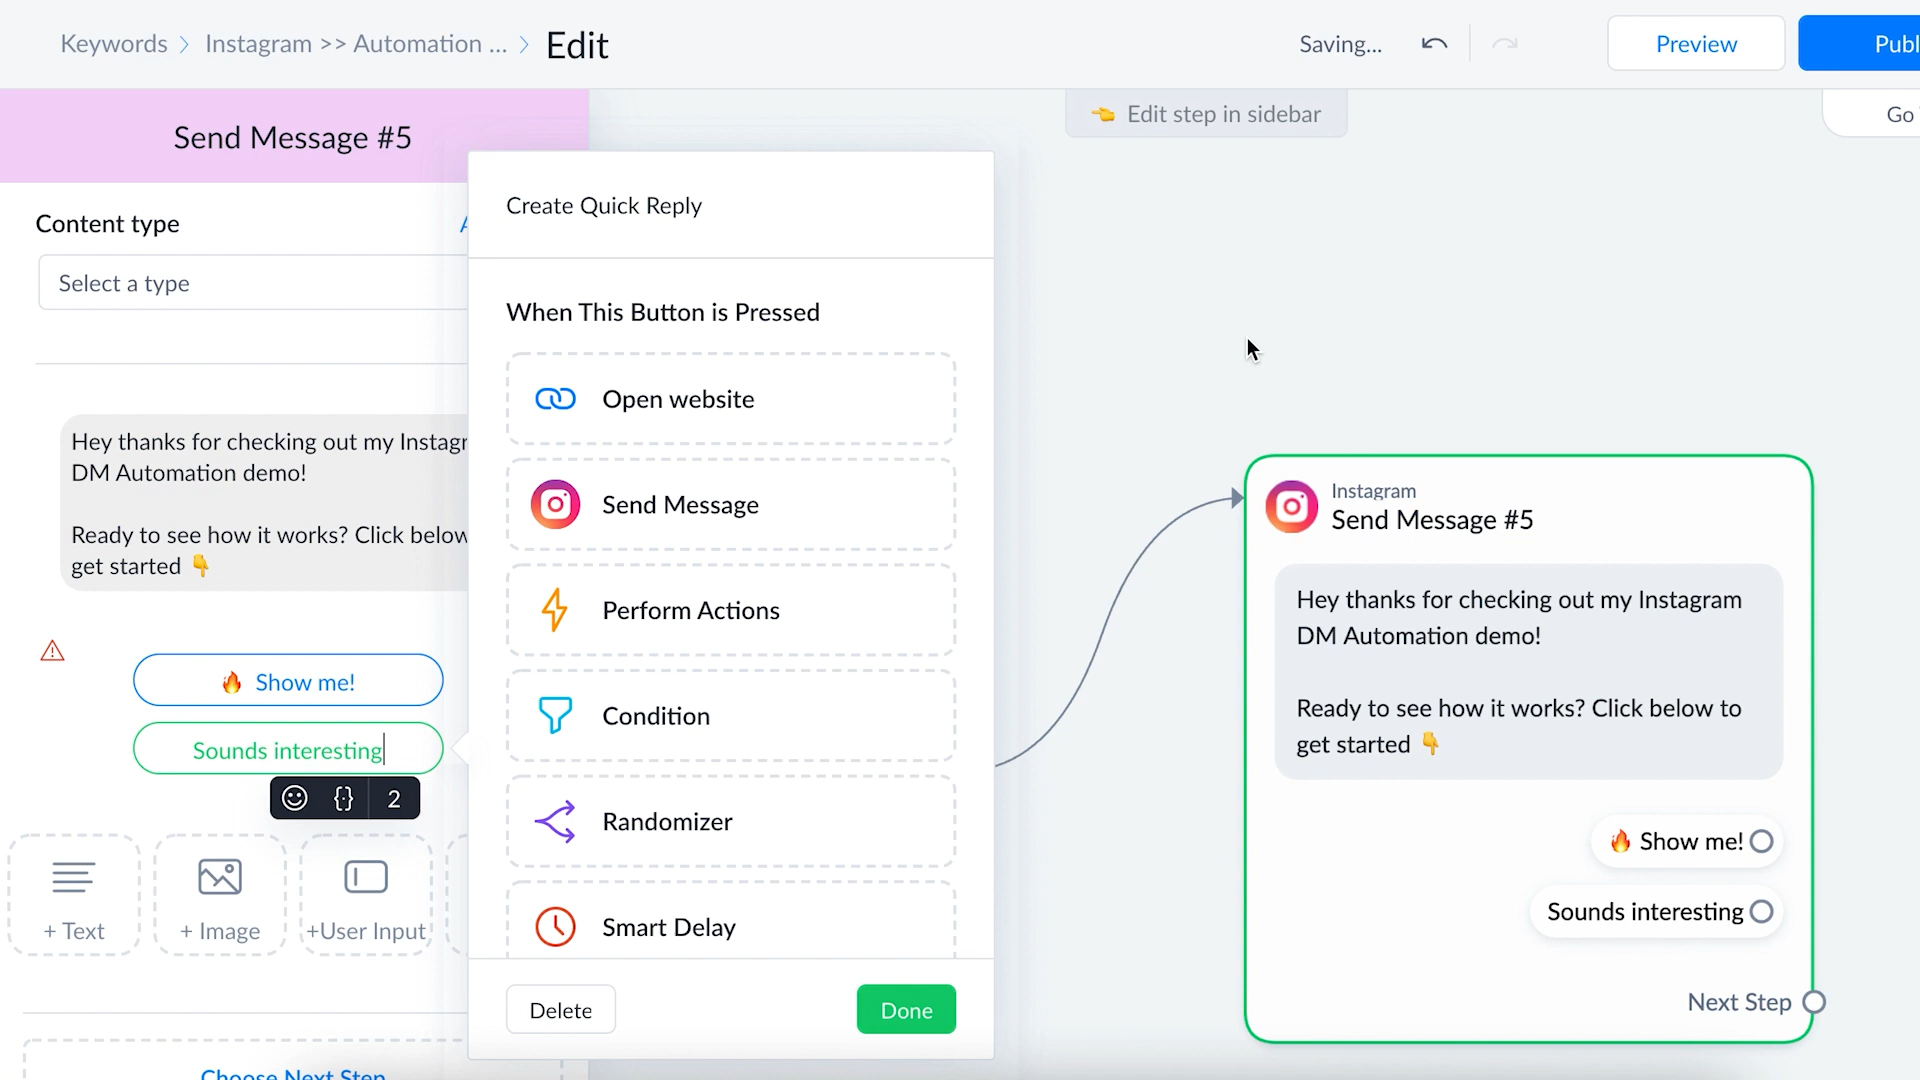 Keywords > Instagram >> Automation ... > Edit
Saving...
Preview
Publ
Send Message #5
👈 Edit step in sidebar
Go
Content type
Select a type
Hey thanks for checking out my Instagr
DM Automation demo!
Ready to see how it works? Click below
get started 👇
🔥 Show me!
Sounds interesting
{·} 2
+ Text
+ Image
+User Input
Choose Next Step
Create Quick Reply
When This Button is Pressed
Open website
Send Message
Perform Actions
Condition
Randomizer
Smart Delay
Delete
Done
Instagram
Send Message #5
Hey thanks for checking out my Instagram
DM Automation demo!
Ready to see how it works? Click below to
get started 👇
🔥 Show me!
Sounds interesting
Next Step